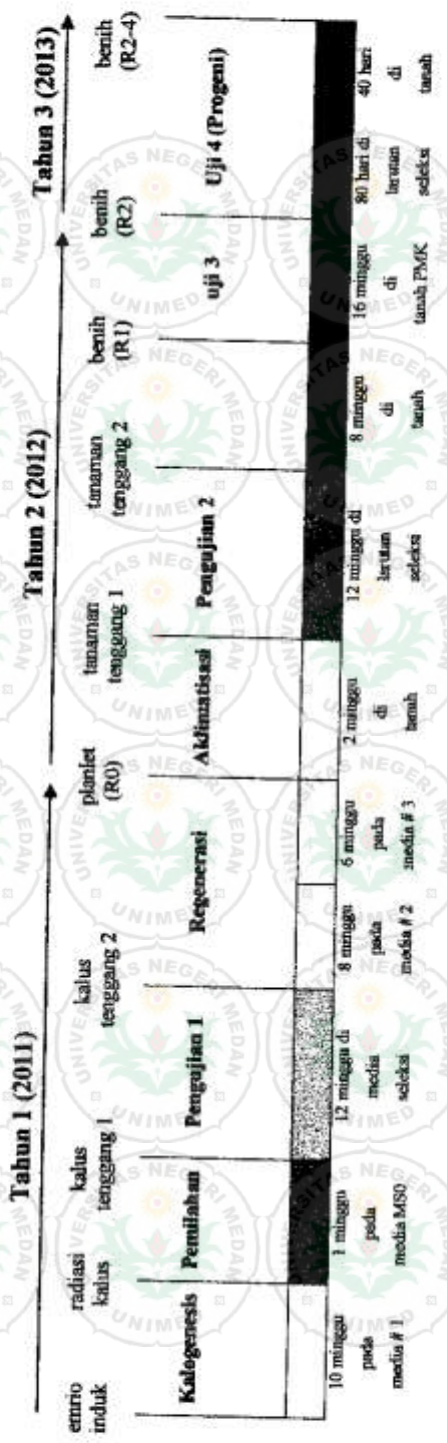 Tahun 1 (2011)
Tahun 2 (2012)
Tahun 3 (2013)
emrio
induk
radiasi
kalus
kalus
tenggang 1
kalus
tenggang 2
planlet
(R0)
tanaman
tenggang 1
tanaman
tenggang 2
benih
(R1)
benih
(R2)
benih
(R2-4)
Kalogenesis
Pemilahan
Pengujian 1
Regenerasi
Aklimatisasi
Pengujian 2
uji 3
Uji 4 (Progeni)
10 minggu
pada
media # 1
1 minggu
pada
media MS0
12 minggu di
media
seleksi
8 minggu
pada
media # 2
6 minggu
pada
media # 3
2 minggu
di
tanah
12 minggu di
larutan
seleksi
8 minggu
di
tanah
16 minggu
di
tanah PMK
80 hari di
larutan
seleksi
40 hari
di
tanah
UNIVERSITAS NEGERI MEDAN
UNIMED